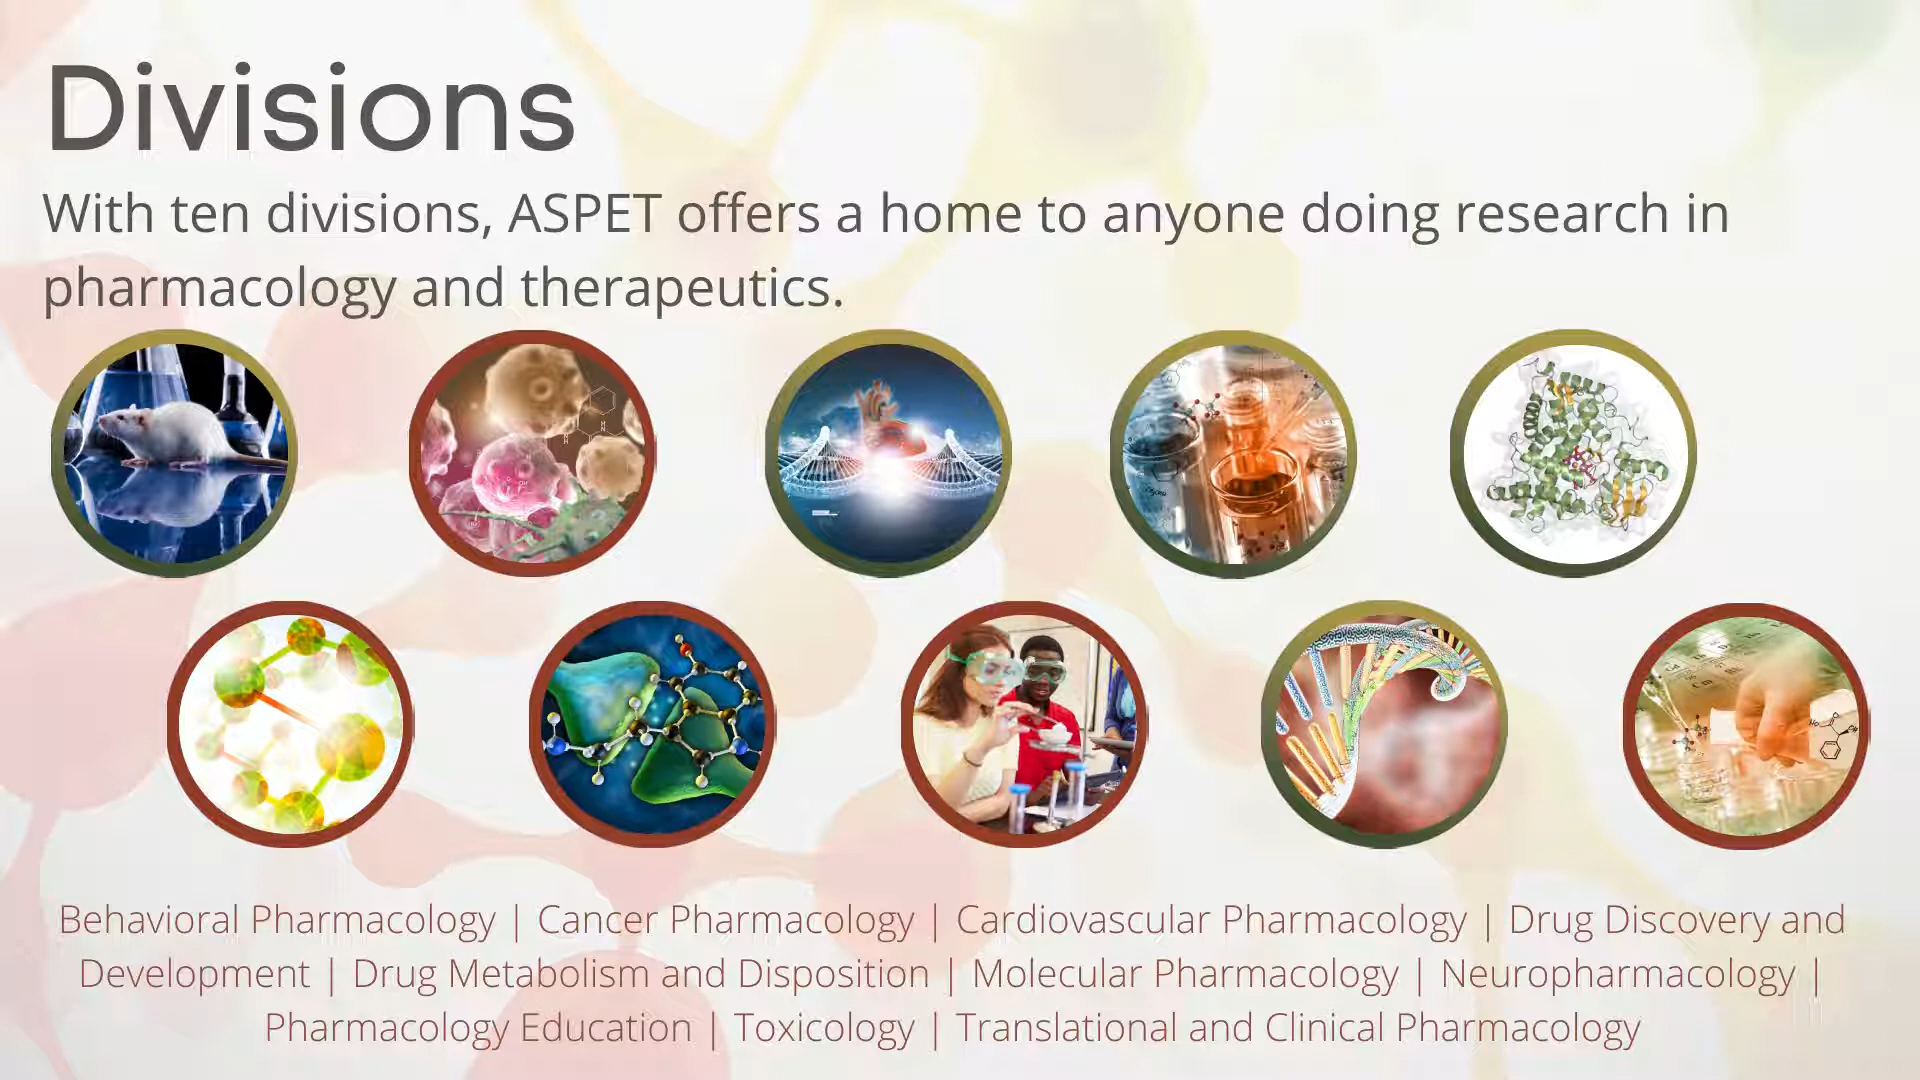 Divisions
With ten divisions, ASPET offers a home to anyone doing research in
pharmacology and therapeutics.
Behavioral Pharmacology | Cancer Pharmacology | Cardiovascular Pharmacology | Drug Discovery and
Development | Drug Metabolism and Disposition | Molecular Pharmacology | Neuropharmacology |
Pharmacology Education | Toxicology | Translational and Clinical Pharmacology